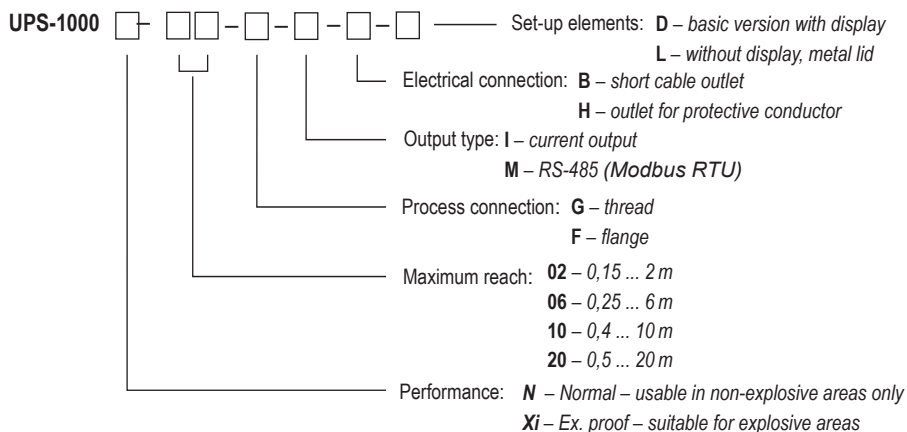 UPS-1000 – – – – – Set-up elements: D – basic version with display
L – without display, metal lid
Electrical connection: B – short cable outlet
H – outlet for protective conductor
Output type: I – current output
M – RS-485 (Modbus RTU)
Process connection: G – thread
F – flange
Maximum reach: 02 – 0,15 ... 2 m
06 – 0,25 ... 6 m
10 – 0,4 ... 10 m
20 – 0,5 ... 20 m
Performance: N – Normal – usable in non-explosive areas only
Xi – Ex. proof – suitable for explosive areas